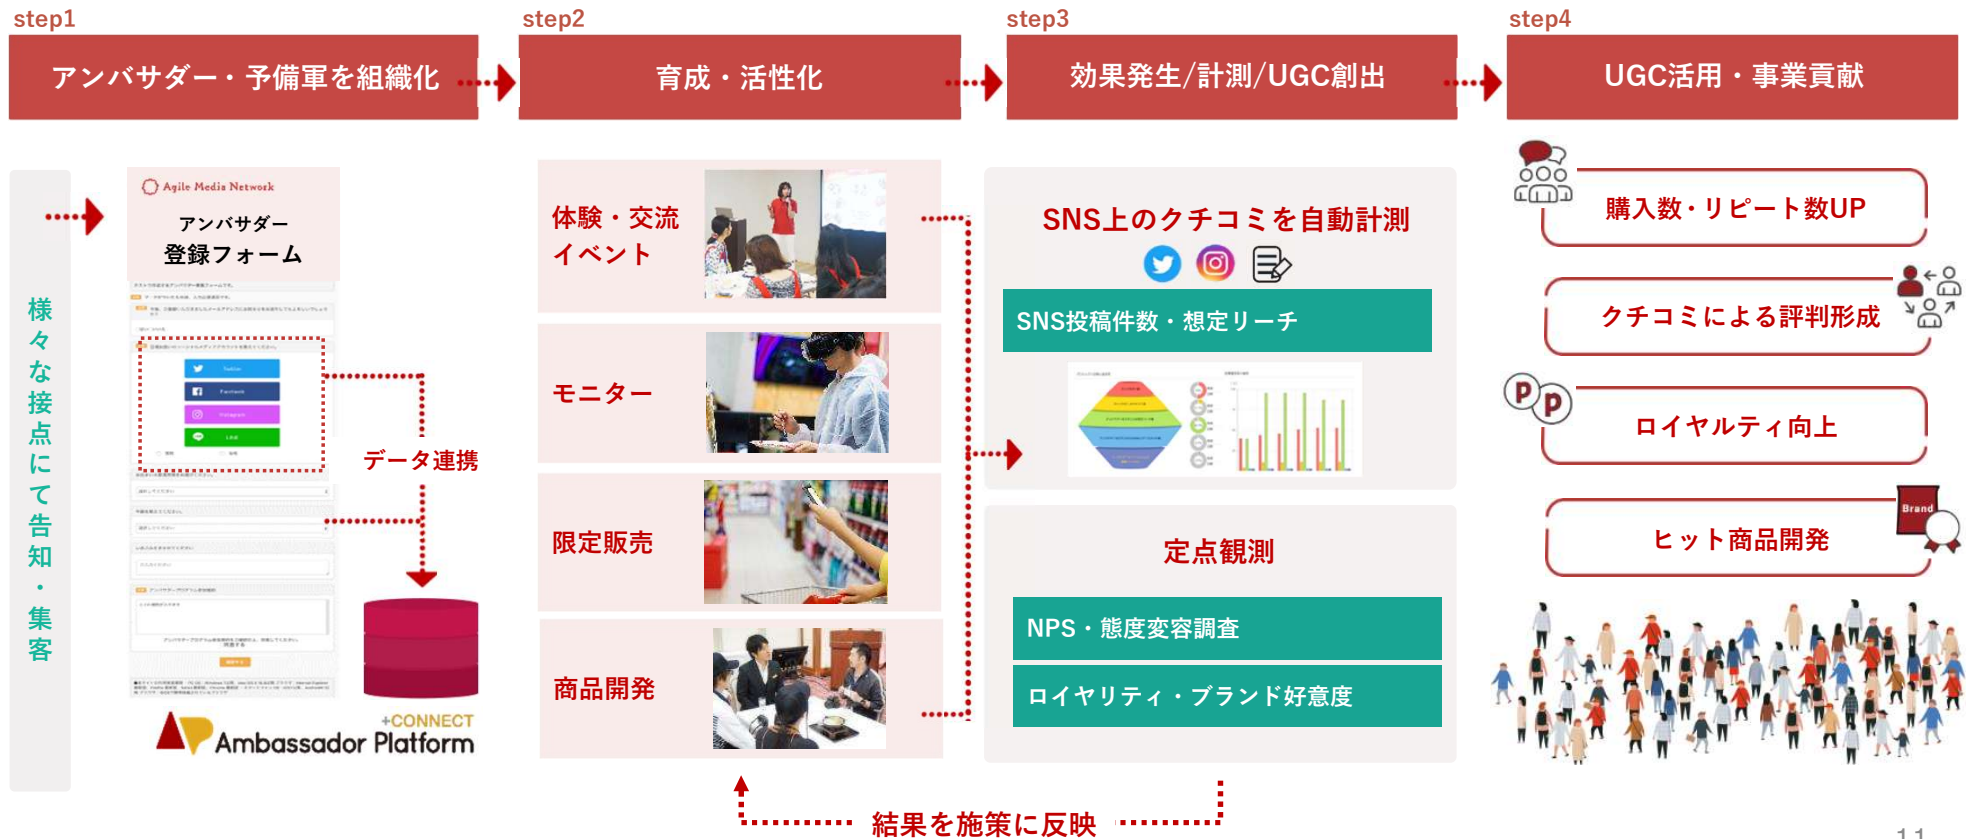 step1
step2
step3
step4
アンバサダー・予備軍を組織化
育成・活性化
効果発生/計測/UGC創出
UGC活用・事業貢献
様々な接点にて告知・集客
Agile Media Network
アンバサダー
登録フォーム
Twitter
Facebook
Instagram
LINE
データ連携
+CONNECT
Ambassador Platform
体験・交流
イベント
モニター
限定販売
商品開発
SNS上のクチコミを自動計測
SNS投稿件数・想定リーチ
定点観測
NPS・態度変容調査
ロイヤリティ・ブランド好意度
結果を施策に反映
購入数・リピート数UP
クチコミによる評判形成
P
P
ロイヤルティ向上
Brand
ヒット商品開発
11